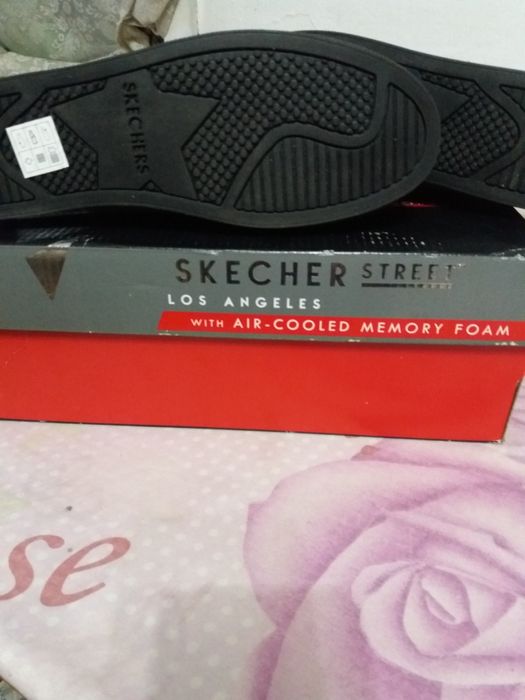 SKECHERS
SKECHER STREET
LOS ANGELES
WITH AIR-COOLED MEMORY FOAM
se